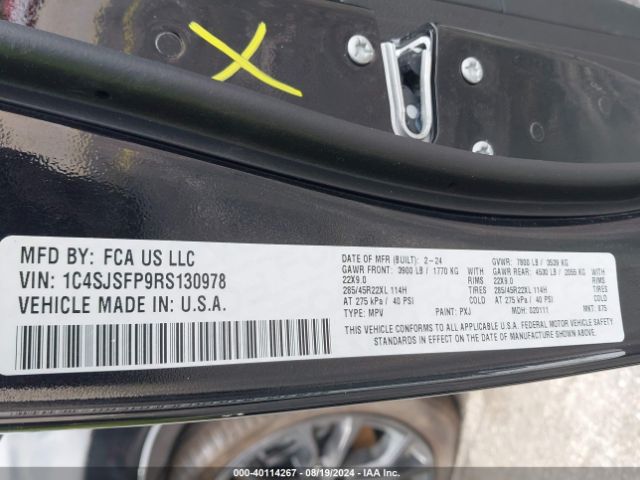 MFD BY: FCA US LLC
VIN: 1C4SJSFP9RS130978
VEHICLE MADE IN: U.S.A.
DATE OF MFR (BUILT): 2-24 GVWR: 7800 LB / 3539 KG
GAWR FRONT: 3900 LB / 1770 KG GAWR REAR: 4530 LB / 2055 KG
22X9.0 RIMS 22X9.0 RIMS
285/45R22XL 114H TIRES 285/45R22XL 114H TIRES
AT 275 kPa / 40 PSI COLD AT 275 kPa / 40 PSI COLD
TYPE: MPV PAINT: PXJ MDH: 020111 MKT: 875
THIS VEHICLE CONFORMS TO ALL APPLICABLE U.S.A. FEDERAL MOTOR VEHICLE SAFETY
STANDARDS IN EFFECT ON THE DATE OF MANUFACTURE SHOWN ABOVE.
000-40114267 - 08/19/2024 - IAA Inc.